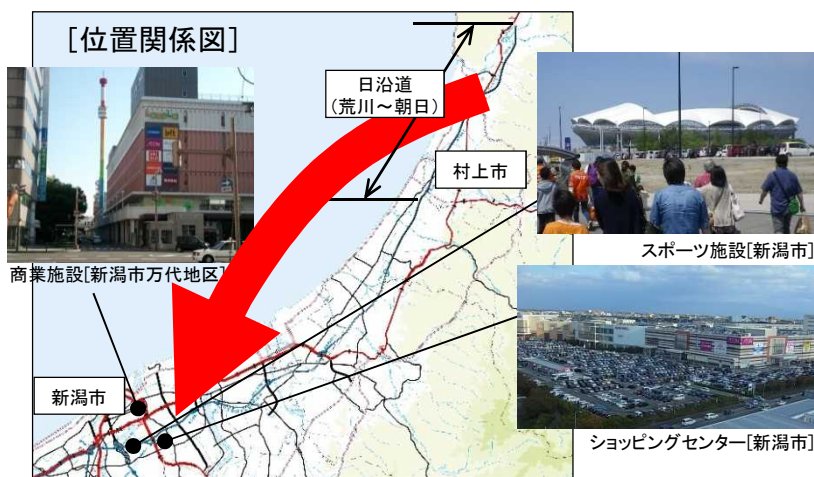 [位置関係図]
日沿道
(荒川～朝日)
村上市
スポーツ施設[新潟市]
商業施設[新潟市万代地区]
新潟市
ショッピングセンター[新潟市]